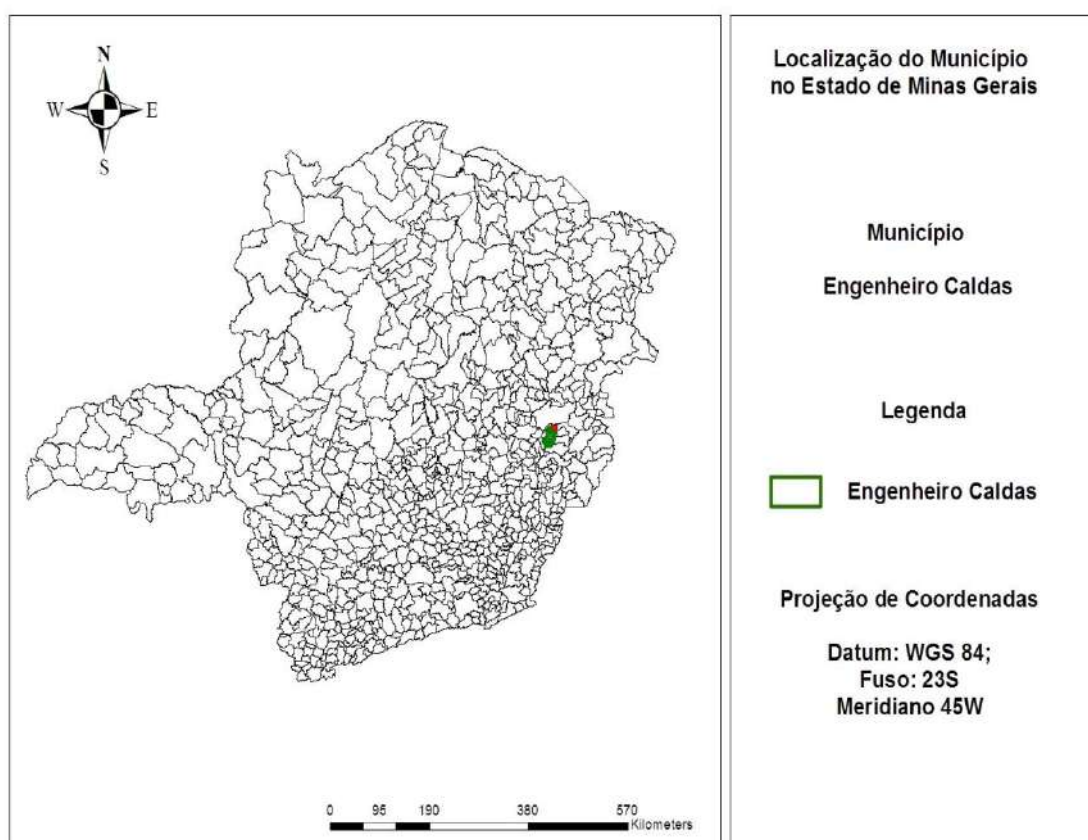 N
W E
S
0 95 190 380 570
Kilometers
Localização do Município
no Estado de Minas Gerais
Município
Engenheiro Caldas
Legenda
Engenheiro Caldas
Projeção de Coordenadas
Datum: WGS 84;
Fuso: 23S
Meridiano 45W